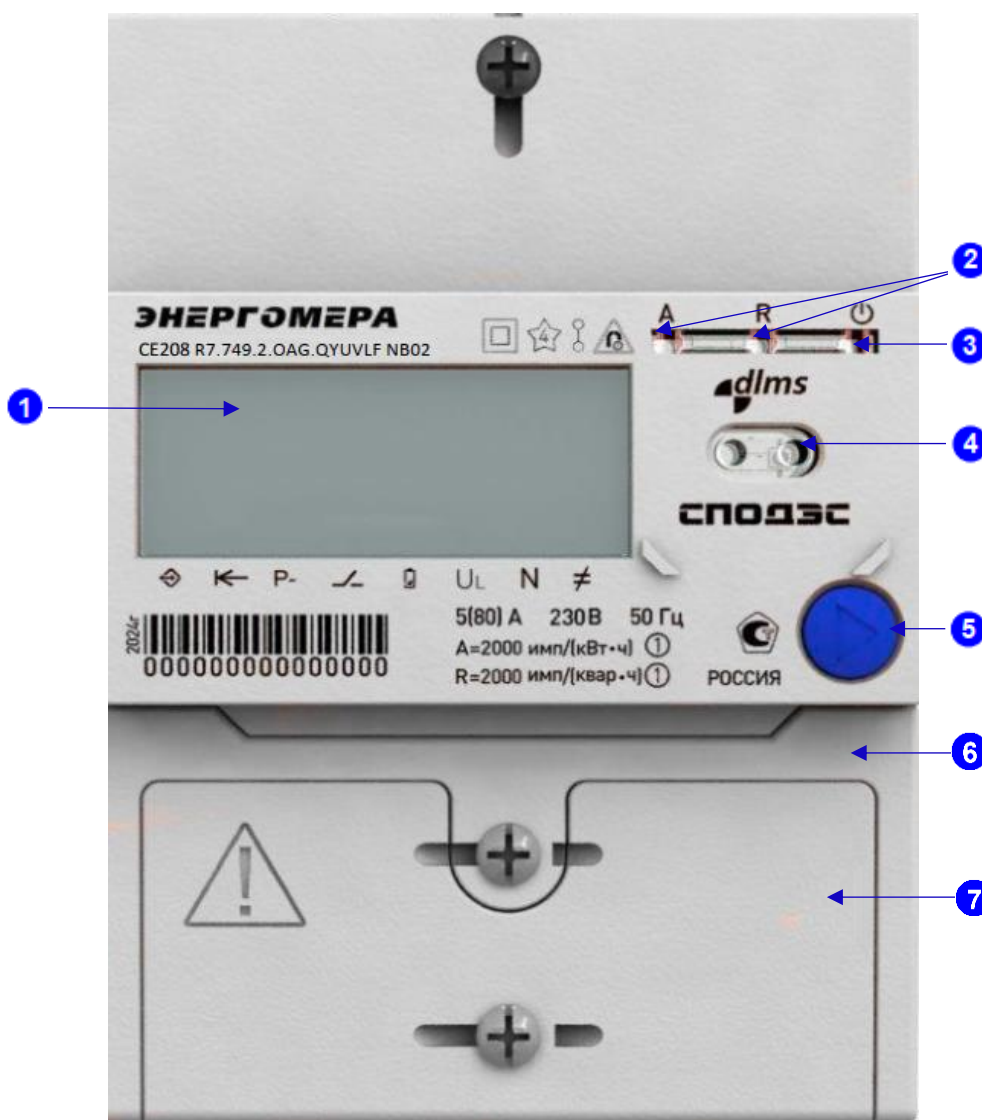 2
A R
3
ЭНЕРГОМЕРА
CE208 R7.749.2.OAG.QYUVLF NB02
4
dlms
1
4
СПОДЭС
P- UL N ≠
2024г
5(80) А 230В 50 Гц
A=2000 имп/(кВт•ч) 1
R=2000 имп/(квар•ч) 1
000000000000000
РОССИЯ
5
6
!
7